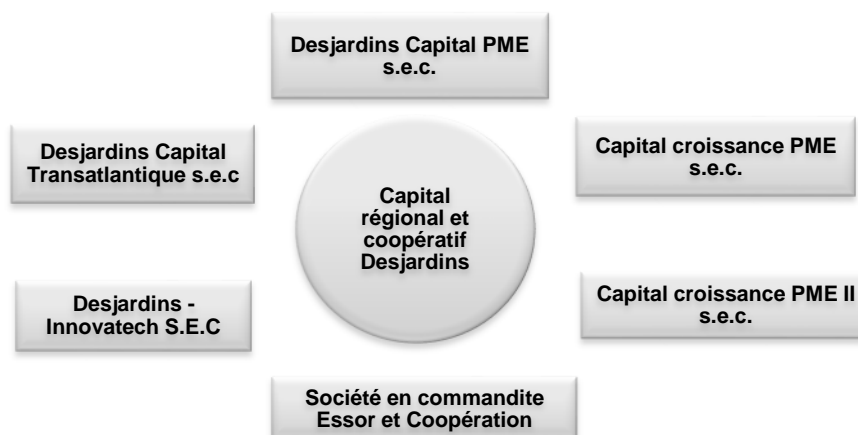 Desjardins Capital PME
s.e.c.
Desjardins Capital
Transatlantique s.e.c
Capital croissance PME
s.e.c.
Capital
régional et
coopératif
Desjardins
Desjardins -
Innovatech S.E.C
Capital croissance PME II
s.e.c.
Société en commandite
Essor et Coopération